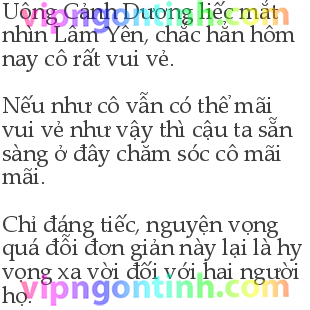 Uông Cảnh Dương liếc mắt
vipngontinh.com
nhìn Lâm Yên, chắc hẳn hôm
nay cô rất vui vẻ.
Nếu như cô vẫn có thể mãi
vui vẻ như vậy thì cậu ta sẵn
sàng ở đây chăm sóc cô mãi
mãi.
Chỉ đáng tiếc, nguyện vọng
quá đỗi đơn giản này lại là hy
vọng xa vời đối với hai người
họ.
vipngontinh.com